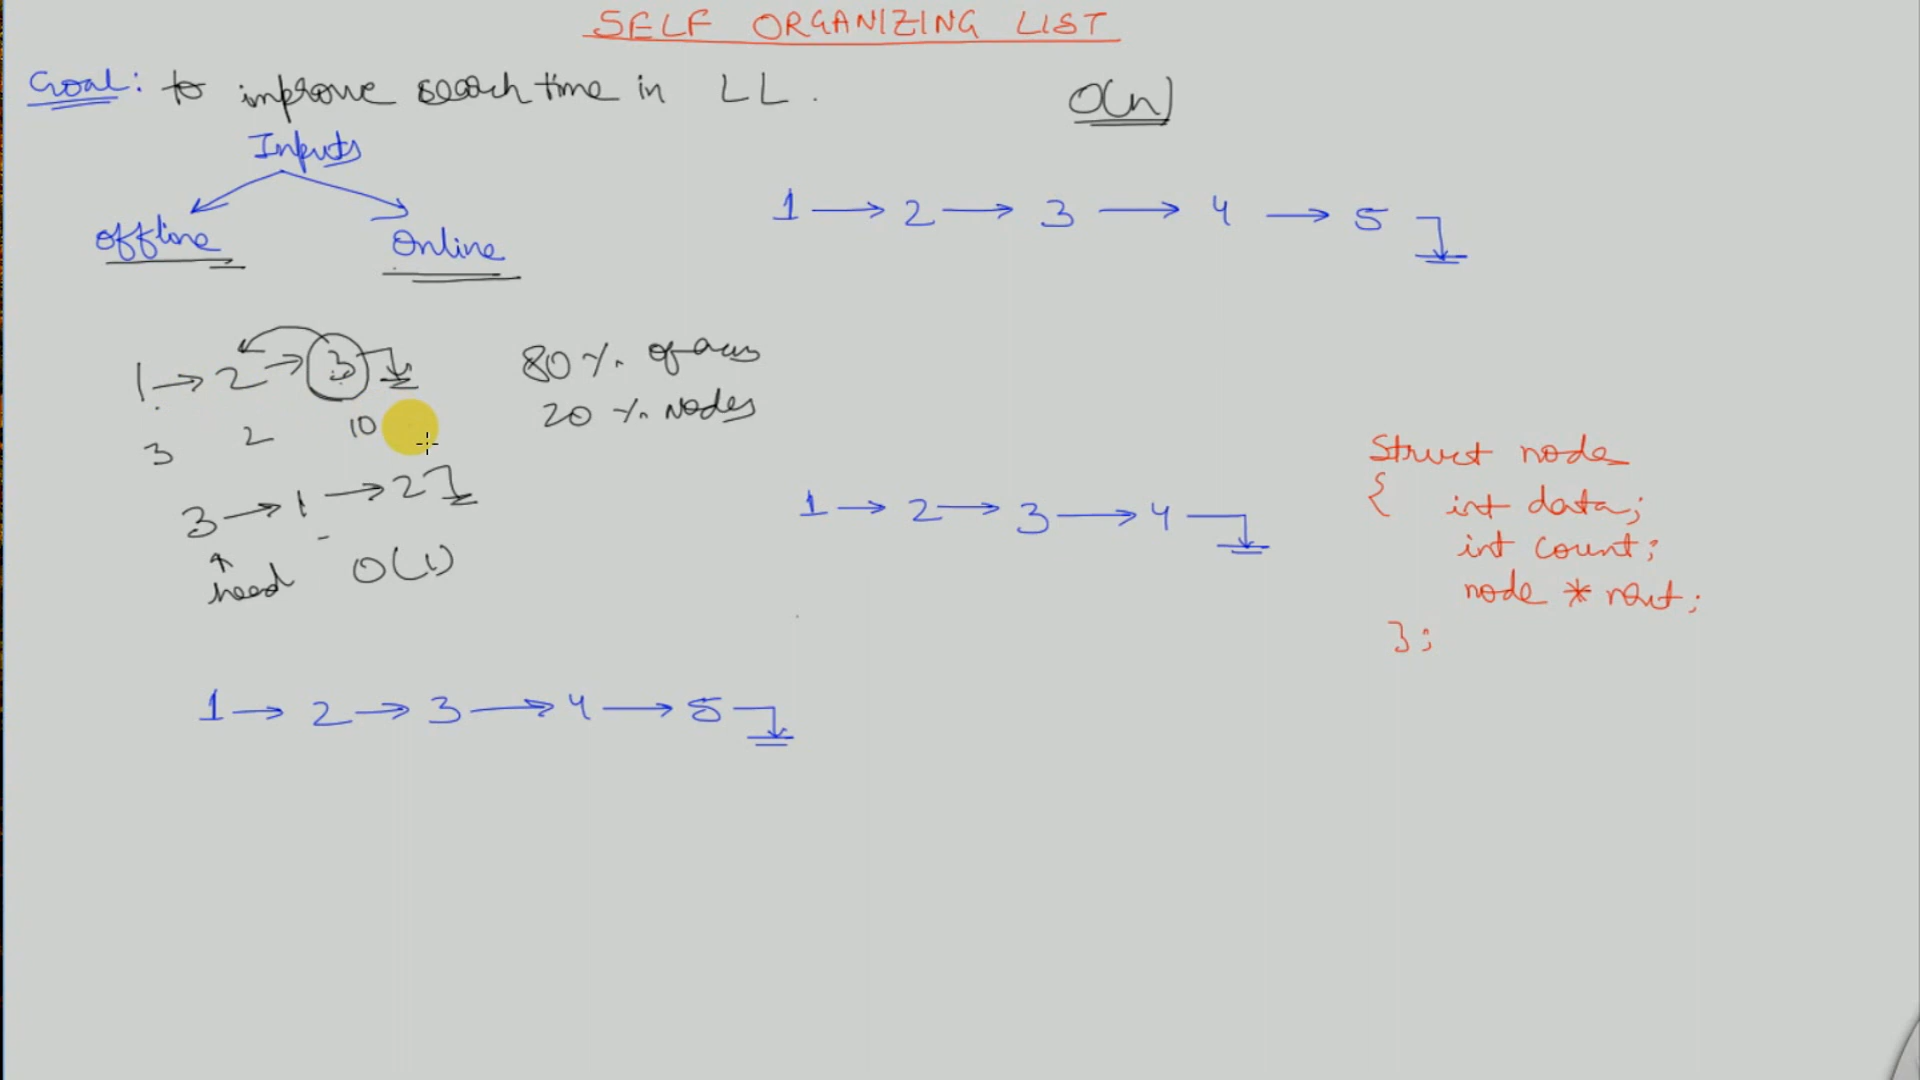 SELF ORGANIZING LIST
Goal: to improve search time in LL. O(n)
Inputs
Offline Online
1 → 2 → 3 → 4 → 5
1 → 2 → 3
3 2 10
3 → 1 → 2
head O(1)
80 % of
20 % Nodes
1 → 2 → 3 → 4
Struct node
{ int data;
int count;
node * next;
};
1 → 2 → 3 → 4 → 5